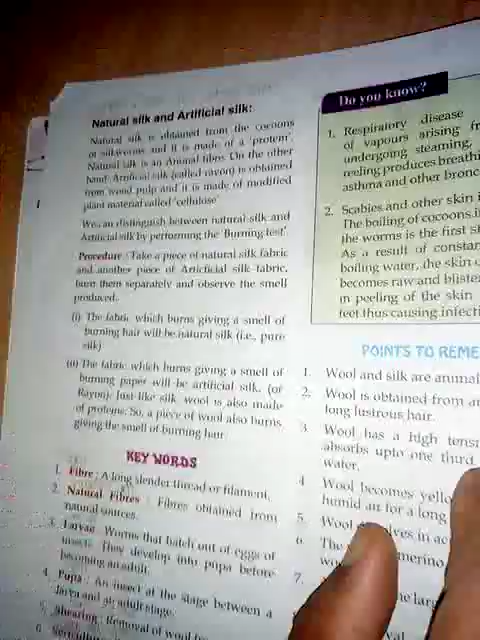 Natural silk and Artificial silk:
Natural silk is obtained from the cocoons
of silkworms and it is made of a 'protein'.
Natural silk is an Animal fibre. On the other
hand Artificial silk (called rayon) is obtained
from wood pulp and it is made of modified
plant material called 'cellulose'
We can distinguish between natural silk and
Artificial silk by performing the 'Burning test'.
Procedure : Take a piece of natural silk fabric
and another piece of Artificial silk fabric,
burn them separately and observe the smell
produced.
(i) The fabric which burns giving a smell of
burning hair will be natural silk (i.e., pure
silk)
(ii) The fabric which burns giving a smell of
burning paper will be artificial silk. (or
Rayon). Just like silk wool is also made
of proteins. So, a piece of wool also burns
giving the smell of burning hair.
KEY WORDS
1. Fibre : A long slender thread or filament.
2. Natural Fibres : Fibres obtained from
natural sources.
3. Larvae : Worms that hatch out of eggs of
insects. They develop into pupa before
becoming an adult.
4. Pupa : An insect at the stage between a
larva and an adult stage.
5. Shearing : Removal of wool
6.
Do you know?
1. Respiratory disease
of vapours arising
undergoing steaming,
reeling produces
asthma and other
2. Scabies and other skin
The boiling of cocoons
the worms is the first
As a result of
boiling water, the skin
becomes raw and
in peeling of the skin
feet thus causing
POINTS TO
1. Wool and silk are
2. Wool is obtained from
long lustrous hair.
3. Wool has a high
absorbs upto one third
water.
4. Wool becomes
humid air for a long
5. Wool in
6. The merino
7. the